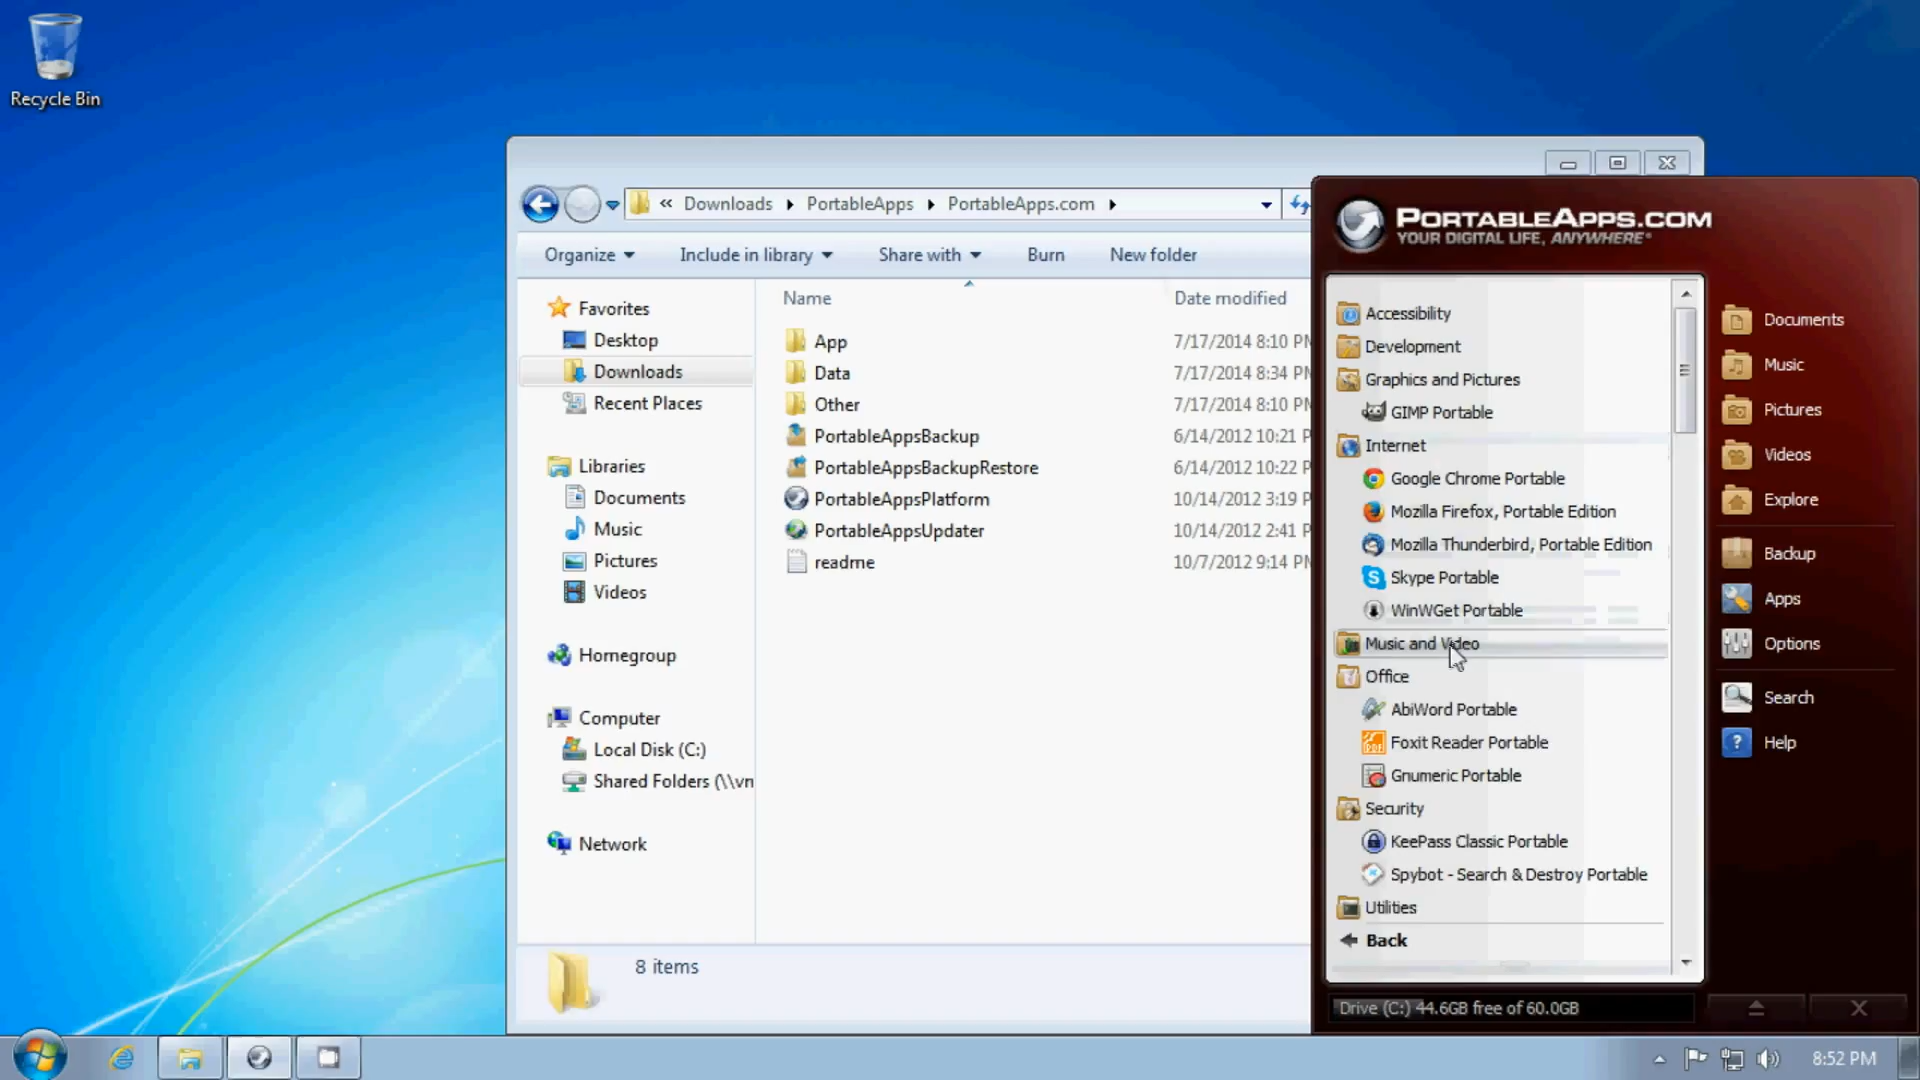 Recycle Bin
« Downloads PortableApps PortableApps.com
Organize Include in library Share with Burn New folder
Favorites
Desktop
Downloads
Recent Places
Libraries
Documents
Music
Pictures
Videos
Homegroup
Computer
Local Disk (C:)
Shared Folders (\\vn
Network
Name Date modified
App 7/17/2014 8:10 PM
Data 7/17/2014 8:34 PM
Other 7/17/2014 8:10 PM
PortableAppsBackup 6/14/2012 10:21 P
PortableAppsBackupRestore 6/14/2012 10:22 P
PortableAppsPlatform 10/14/2012 3:19 P
PortableAppsUpdater 10/14/2012 2:41 P
readme 10/7/2012 9:14 PM
8 items
PORTABLEAPPS.COM
YOUR DIGITAL LIFE, ANYWHERE®
Accessibility
Development
Graphics and Pictures
GIMP Portable
Internet
Google Chrome Portable
Mozilla Firefox, Portable Edition
Mozilla Thunderbird, Portable Edition
Skype Portable
WinWGet Portable
Music and Video
Office
AbiWord Portable
Foxit Reader Portable
Gnumeric Portable
Security
KeePass Classic Portable
Spybot - Search & Destroy Portable
Utilities
Back
Documents
Music
Pictures
Videos
Explore
Backup
Apps
Options
Search
Help
Drive (C:) 44.6GB free of 60.0GB
8:52 PM